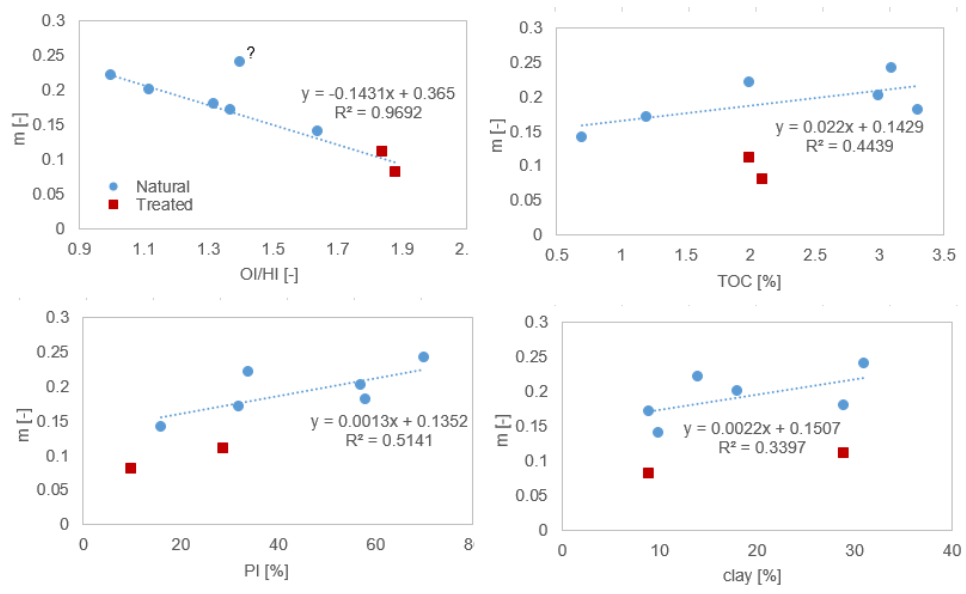 0.3
0.25
0.2
0.15
0.1
0.05
0
m [-]
?
y = -0.1431x + 0.365
R² = 0.9692
Natural
Treated
0.9
1.1
1.3
1.5
1.7
1.9
2.
OI/HI [-]
0.3
0.25
0.2
0.15
0.1
0.05
0
m [-]
y = 0.022x + 0.1429
R² = 0.4439
0.5
1
1.5
2
2.5
3
3.5
TOC [%]
0.3
0.25
0.2
0.15
0.1
0.05
0
m [-]
y = 0.0013x + 0.1352
R² = 0.5141
0
20
40
60
80
PI [%]
0.3
0.25
0.2
0.15
0.1
0.05
0
m [-]
y = 0.0022x + 0.1507
R² = 0.3397
0
10
20
30
40
clay [%]